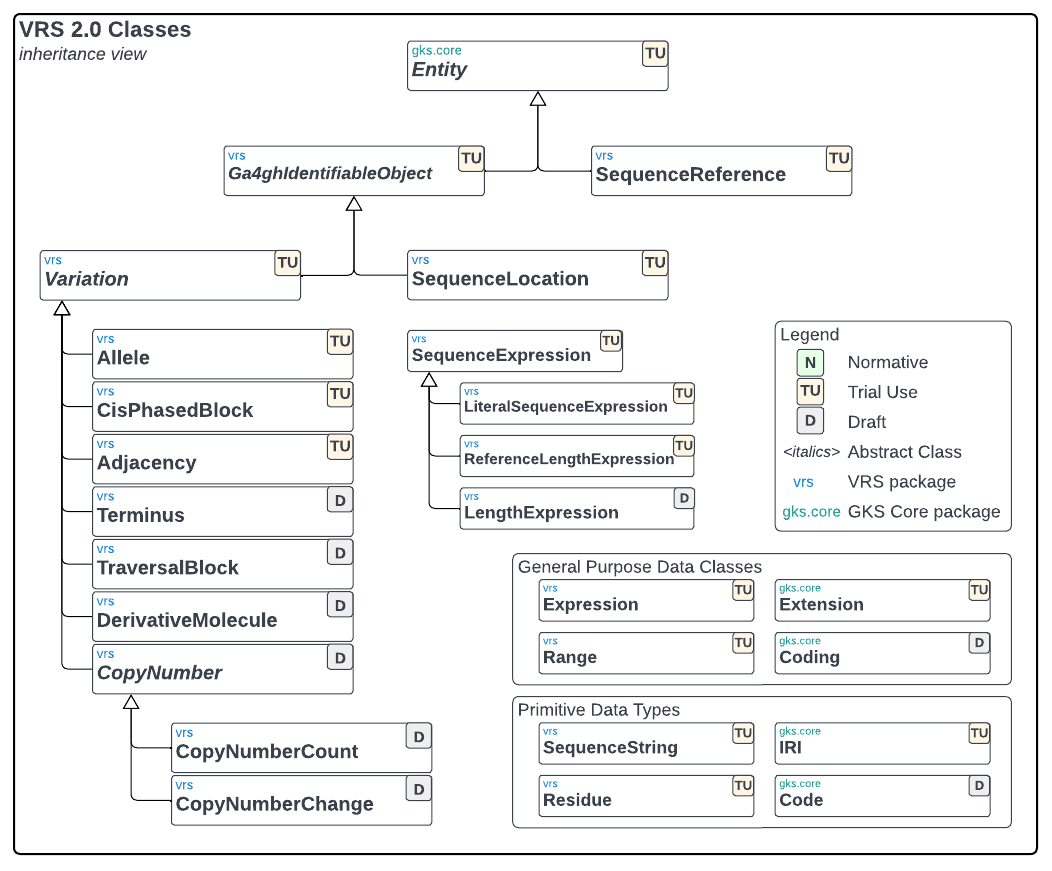 VRS 2.0 Classes
inheritance view
gks.core
Entity
TU
vrs
Ga4ghIdentifiableObject
TU
vrs
SequenceReference
TU
vrs
Variation
TU
vrs
SequenceLocation
TU
vrs
Allele
TU
vrs
CisPhasedBlock
TU
vrs
Adjacency
TU
vrs
Terminus
D
vrs
TraversalBlock
D
vrs
DerivativeMolecule
D
vrs
CopyNumber
D
vrs
CopyNumberCount
D
vrs
CopyNumberChange
D
vrs
SequenceExpression
TU
vrs
LiteralSequenceExpression
TU
vrs
ReferenceLengthExpression
TU
vrs
LengthExpression
D
Legend
N Normative
TU Trial Use
D Draft
<italics> Abstract Class
vrs VRS package
gks.core GKS Core package
General Purpose Data Classes
vrs
Expression
TU
gks.core
Extension
TU
vrs
Range
TU
gks.core
Coding
D
Primitive Data Types
vrs
SequenceString
TU
gks.core
IRI
TU
vrs
Residue
TU
gks.core
Code
D